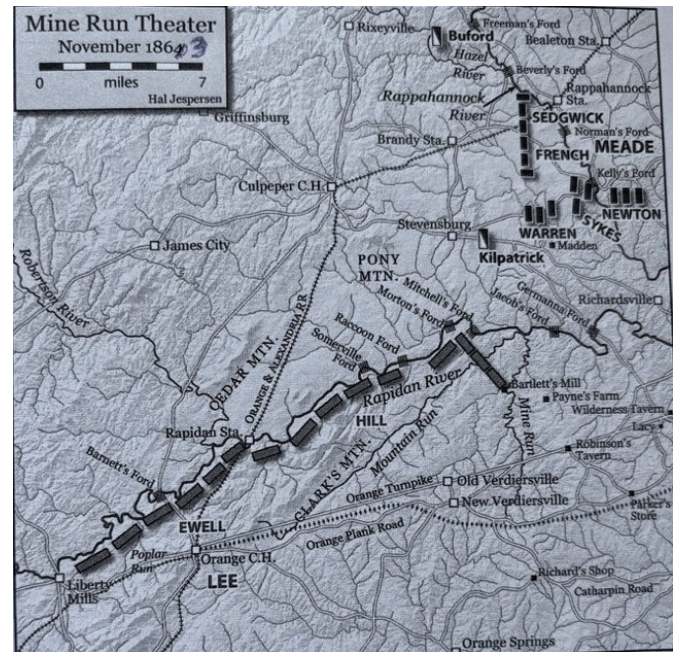 Mine Run Theater
November 1863
0 miles 7
Hal Jespersen
Rixeyville
Buford
Freeman's Ford
Bealeton Sta.
Hazel
River
Beverly's Ford
Rappahannock
River
Rappahannock
Sta.
Griffinsburg
SEDGWICK
Norman's Ford
Brandy Sta.
FRENCH
MEADE
Kelly's Ford
Culpeper C.H.
NEWTON
SYKES
Stevensburg
WARREN
Madden
James City
Kilpatrick
PONY
MTN.
Robertson River
Richardsville
Mitchell's Ford
Morton's Ford
Germanna Ford
Jacob's Ford
Raccoon Ford
Somerville
Ford
CEDAR MTN.
ORANGE & ALEXANDRIA RR
Rapidan River
Bartlett's Mill
Payne's Farm
Wilderness Tavern
HILL
Mine Run
Lacy
Rapidan Sta.
Mountain Run
CLARK'S MTN.
Robinson's
Tavern
Barnett's Ford
Orange Turnpike
Old Verdiersville
New Verdiersville
Parker's
Store
EWELL
Orange Plank Road
Poplar
Run
Orange C.H.
LEE
Liberty
Mills
Richard's Shop
Catharpin Road
Orange Springs